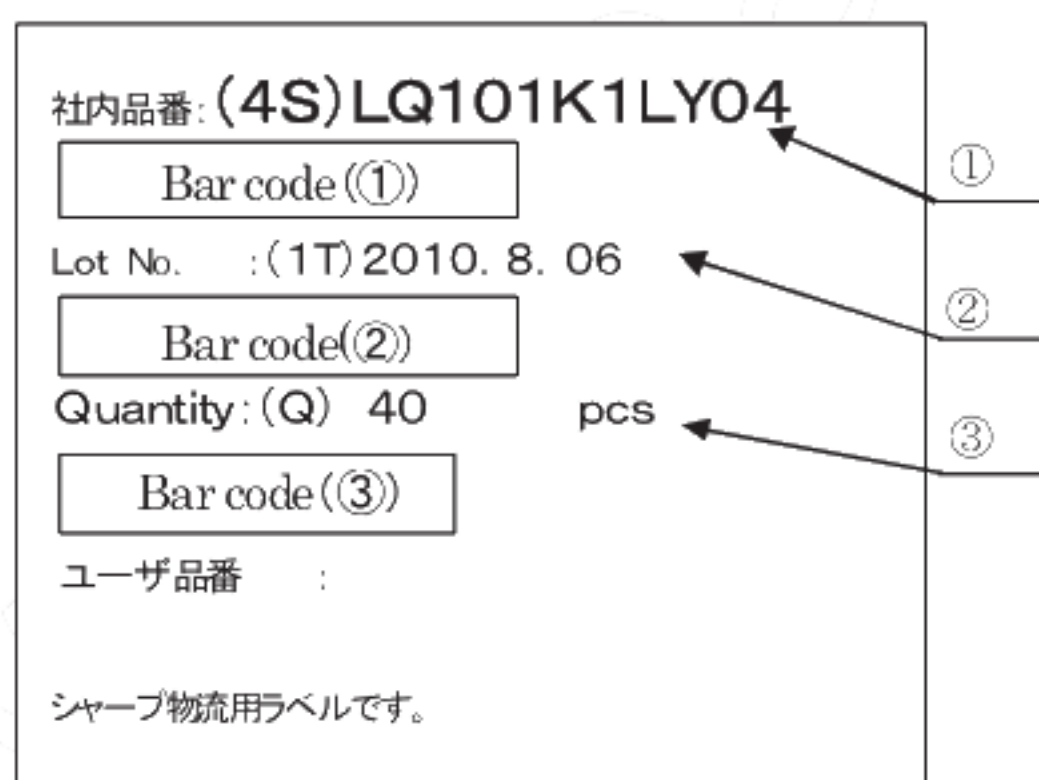 社内品番:(4S)LQ101K1LY04
①
Bar code(①)
Lot No. :(1T)2010. 8. 06
②
Bar code(②)
Quantity:(Q) 40 pcs
③
Bar code(③)
ユーザ品番 :
シャープ物流用ラベルです。